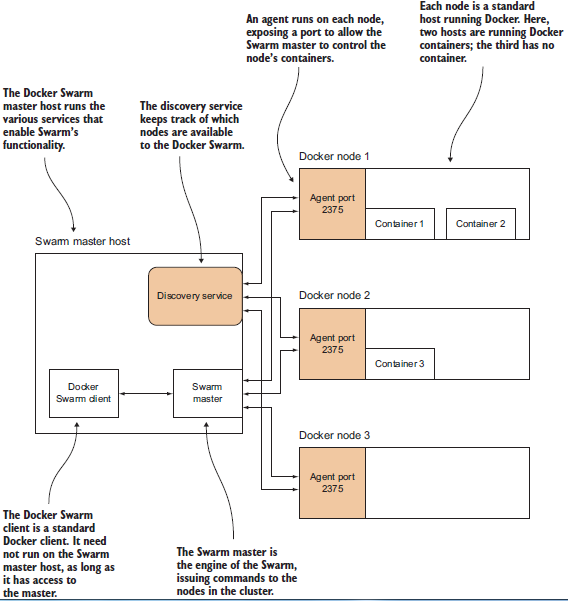 An agent runs on each node,
exposing a port to allow the
Swarm master to control the
node's containers.
Each node is a standard
host running Docker. Here,
two hosts are running Docker
containers; the third has no
container.
The Docker Swarm
master host runs the
various services that
enable Swarm's
functionality.
The discovery service
keeps track of which
nodes are available
to the Docker Swarm.
Docker node 1
Agent port
2375
Container 1
Container 2
Swarm master host
Discovery service
Docker node 2
Agent port
2375
Container 3
Docker
Swarm client
Swarm
master
Docker node 3
Agent port
2375
The Docker Swarm
client is a standard
Docker client. It need
not run on the Swarm
master host, as long as
it has access to
the master.
The Swarm master is
the engine of the Swarm,
issuing commands to the
nodes in the cluster.